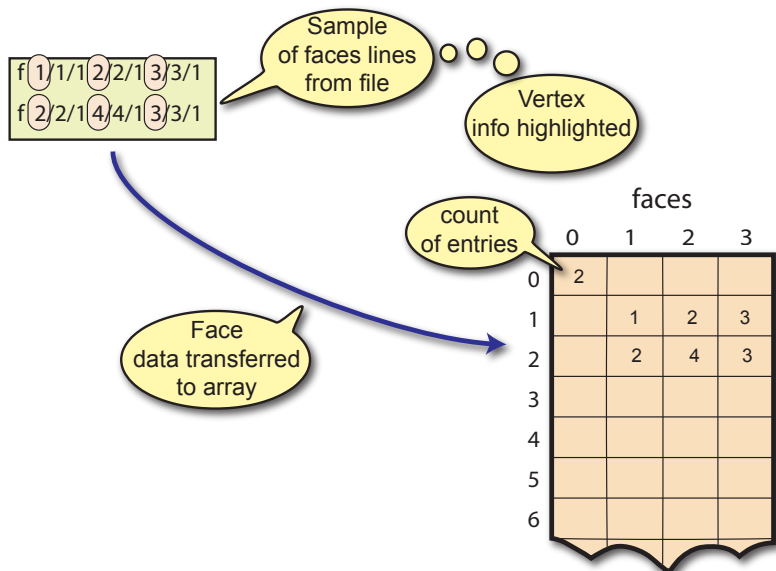 Sample
of faces lines
from file
f 1/1/1 2/2/1 3/3/1
f 2/2/1 4/4/1 3/3/1
Vertex
info highlighted
faces
count
of entries
0 1 2 3
0 2
1 1 2 3
2 2 4 3
3
4
5
6
Face
data transferred
to array